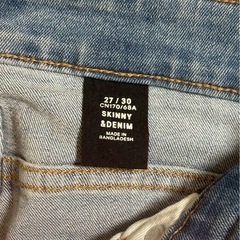 27 / 30
CN170/68A
SKINNY
&DENIM
MADE IN
BANGLADESH